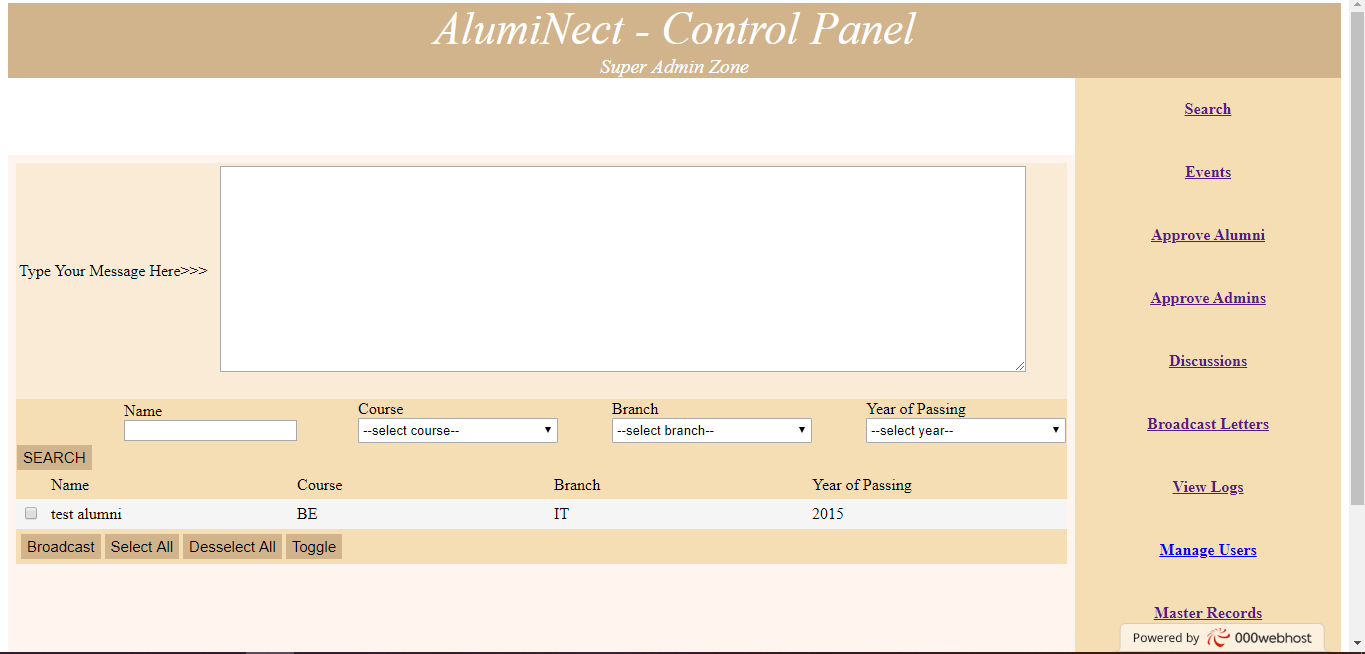 AlumiNect - Control Panel
Super Admin Zone
Search
Events
Approve Alumni
Approve Admins
Discussions
Broadcast Letters
View Logs
Manage Users
Master Records
Type Your Message Here>>>
Name Course Branch Year of Passing
--select course-- --select branch-- --select year--
SEARCH
Name Course Branch Year of Passing
test alumni BE IT 2015
Broadcast Select All Desselect All Toggle
Powered by 000webhost